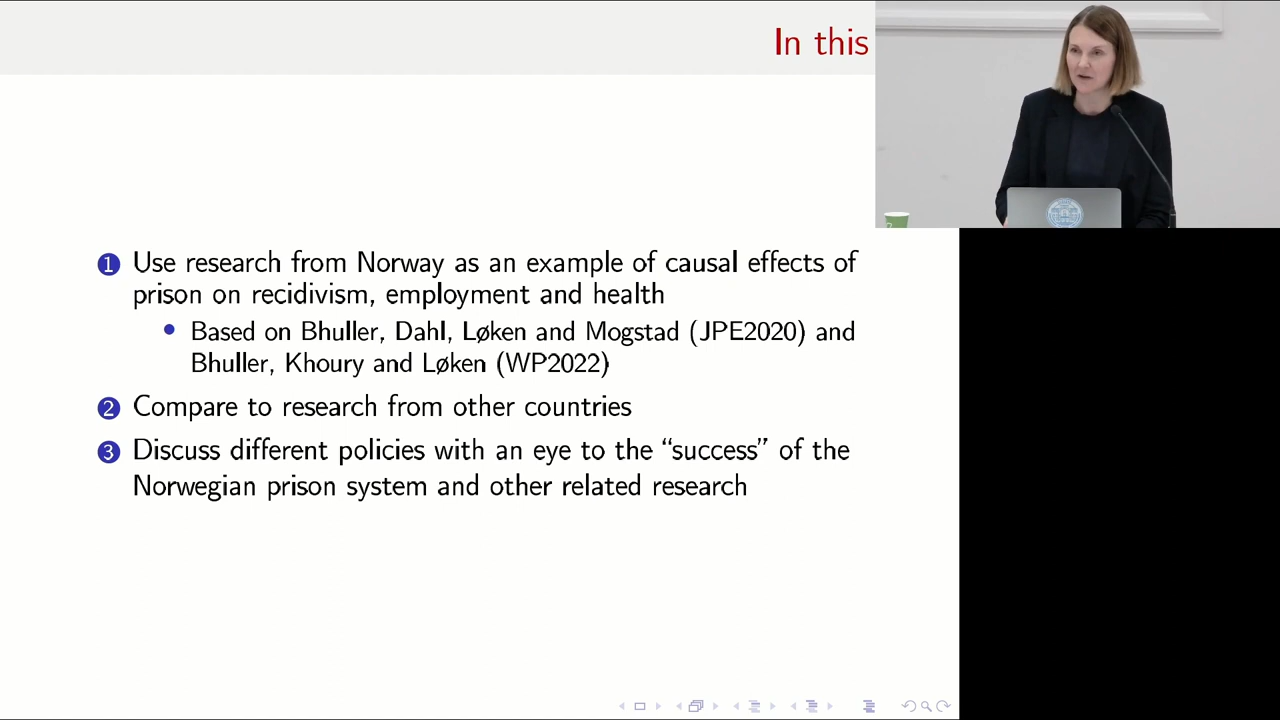 In this
1 Use research from Norway as an example of causal effects of
prison on recidivism, employment and health
• Based on Bhuller, Dahl, Løken and Mogstad (JPE2020) and
Bhuller, Khoury and Løken (WP2022)
2 Compare to research from other countries
3 Discuss different policies with an eye to the “success” of the
Norwegian prison system and other related research